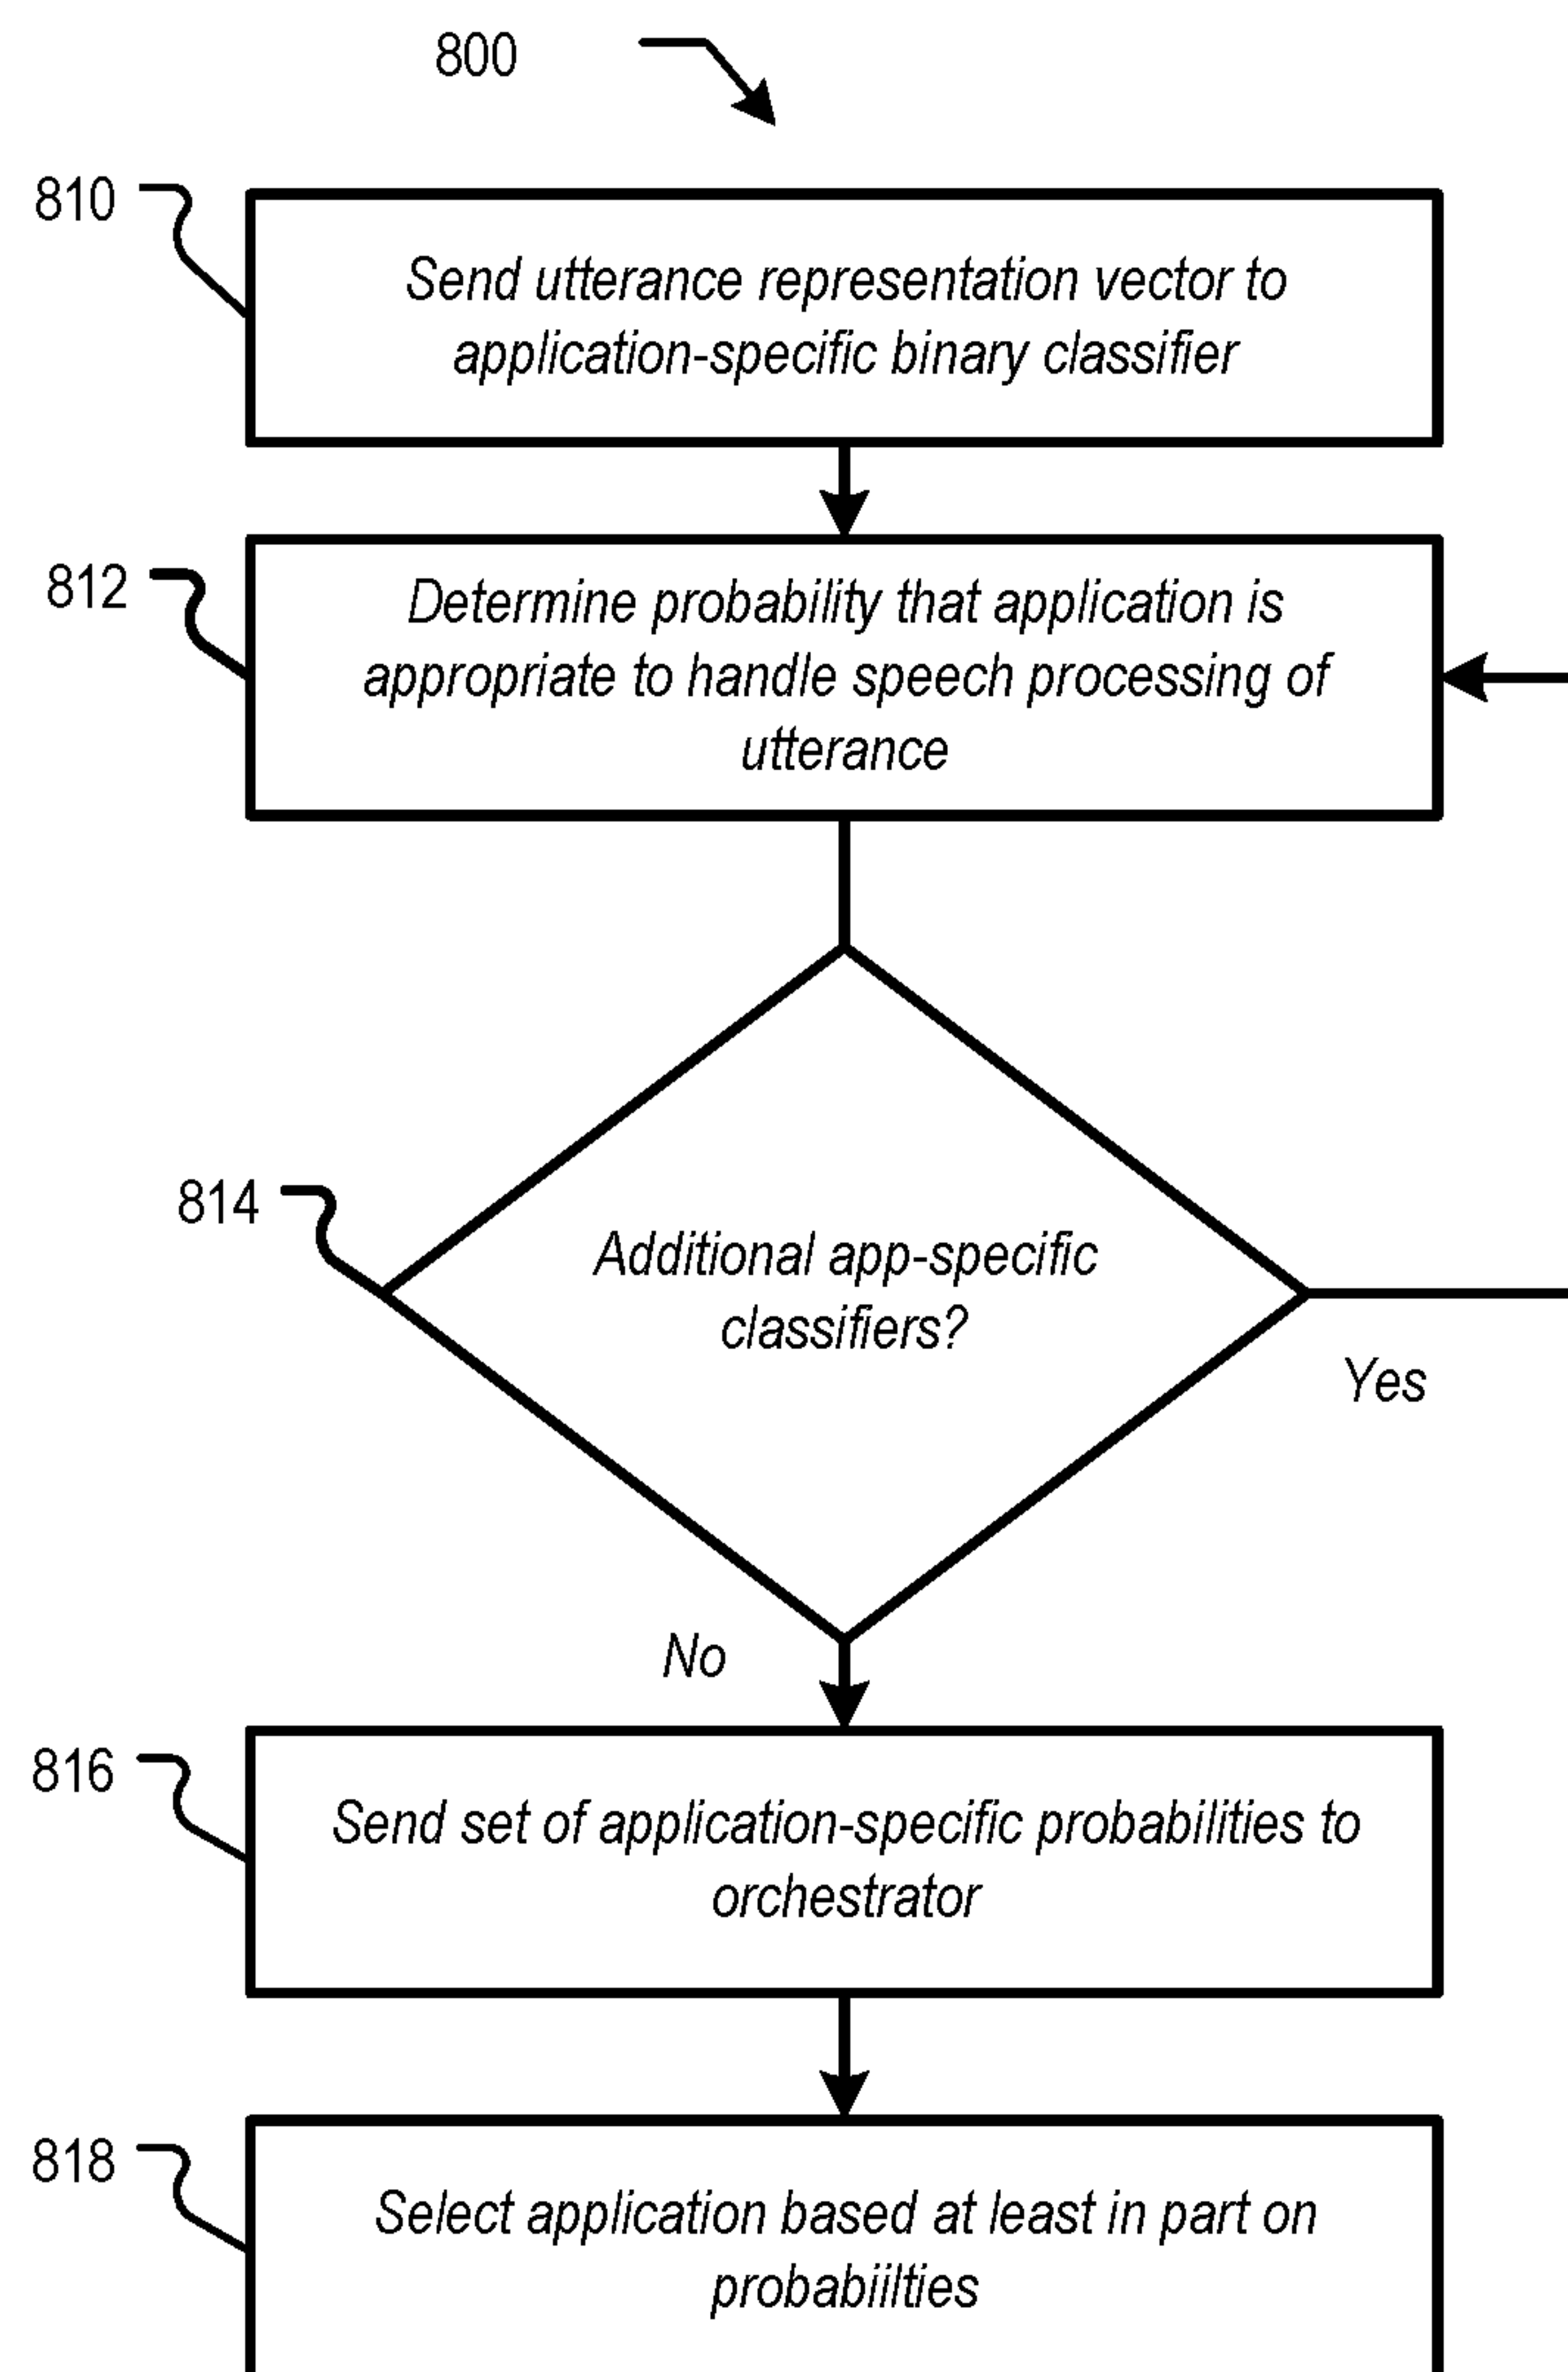 800
810
Send utterance representation vector to
application-specific binary classifier
812
Determine probability that application is
appropriate to handle speech processing of
utterance
814
Additional app-specific
classifiers?
Yes
No
816
Send set of application-specific probabilities to
orchestrator
818
Select application based at least in part on
probabiilties